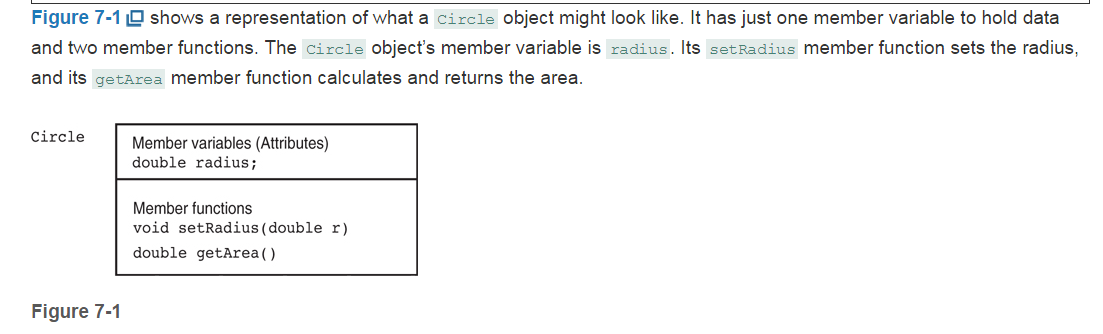 Figure 7-1 shows a representation of what a Circle object might look like. It has just one member variable to hold data
and two member functions. The Circle object's member variable is radius. Its setRadius member function sets the radius,
and its getArea member function calculates and returns the area.
Circle
Member variables (Attributes)
double radius;
Member functions
void setRadius(double r)
double getArea()
Figure 7-1